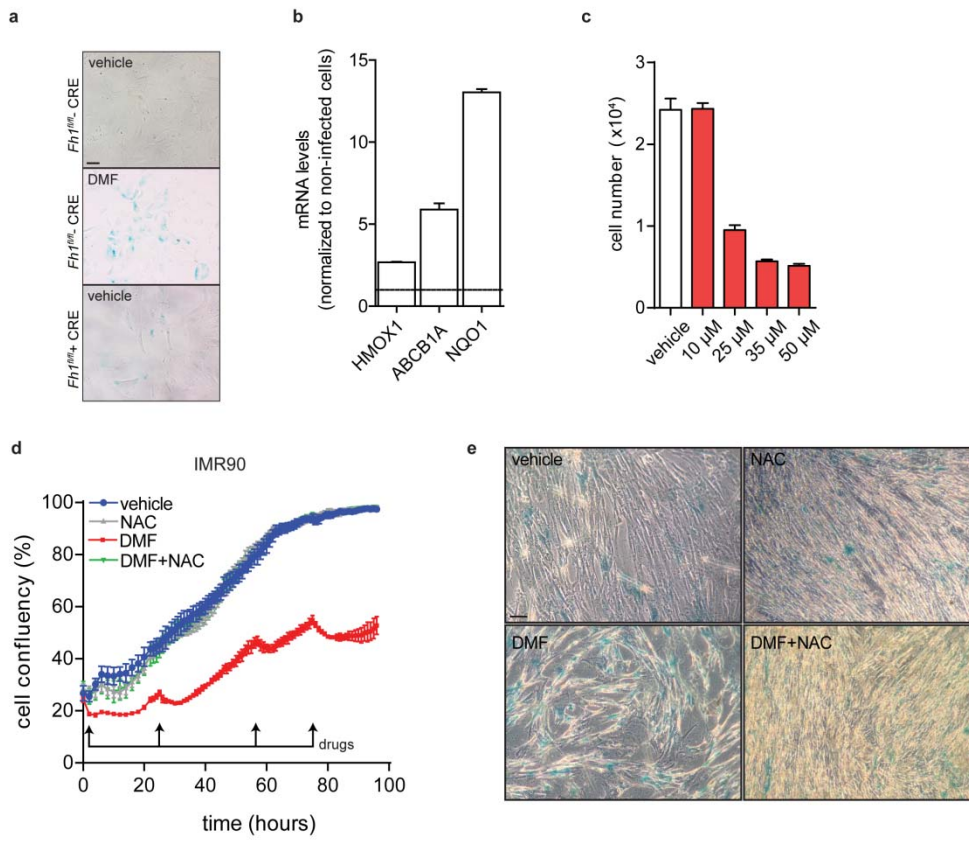 a
vehicle
Fh1fl/fl- CRE
DMF
Fh1fl/fl- CRE
vehicle
Fh1fl/fl+ CRE
b
mRNA levels
(normalized to non-infected cells)
15
10
5
0
HMOX1
ABCB1A
NQO1
c
cell number (x10⁴)
3
2
1
0
vehicle
10 µM
25 µM
35 µM
50 µM
d
IMR90
cell confluency (%)
100
80
60
40
20
0
vehicle
NAC
DMF
DMF+NAC
drugs
0
20
40
60
80
100
time (hours)
e
vehicle
NAC
DMF
DMF+NAC